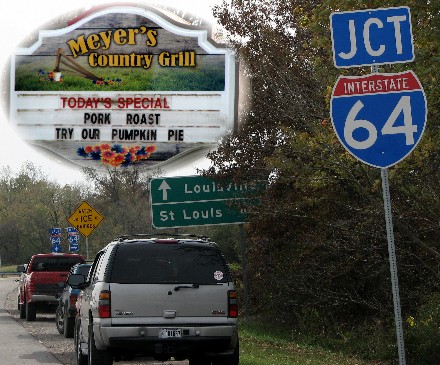 Meyer's
Country Grill
TODAY'S SPECIAL
PORK ROAST
TRY OUR PUMPKIN PIE
JCT
INTERSTATE
64
Louisville
St Louis
ICE